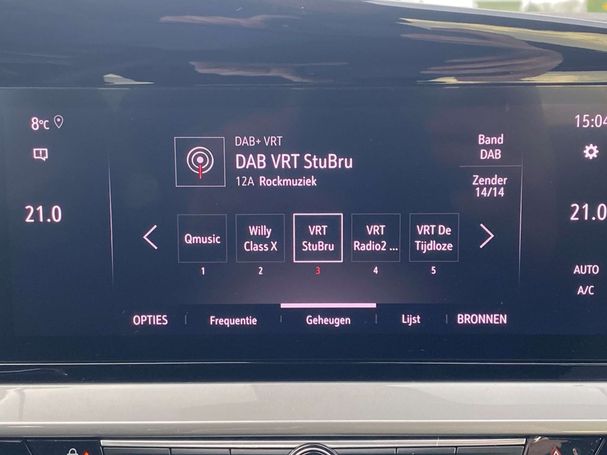 8°C
15:04
DAB+ VRT
DAB VRT StuBru
12A Rockmuziek
Band
DAB
Zender
14/14
21.0
21.0
Qmusic
Willy
Class X
VRT
StuBru
VRT
Radio2 ...
VRT De
Tijdloze
1
2
3
4
5
AUTO
A/C
OPTIES
Frequentie
Geheugen
Lijst
BRONNEN